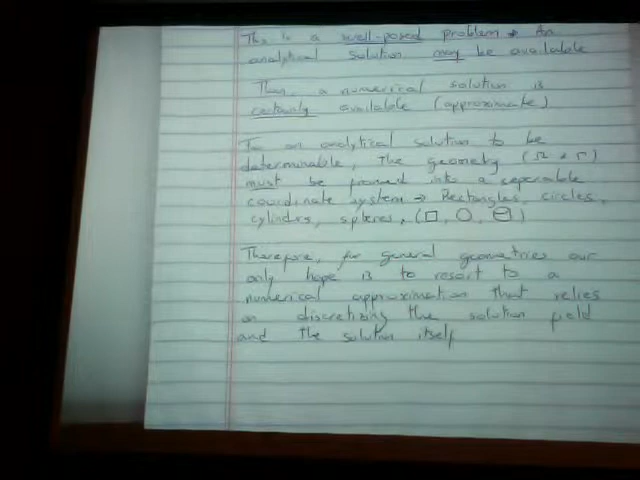 This is a well-posed problem → An
analytical solution may be available
Then, a numerical solution is
certainly available (approximate)
For an analytical solution to be
determinable, the geometry (Ω + Γ)
must be framed into a seperable
coordinate system → Rectangles, circles,
cylinders, spheres, (□, ○, )
Therefore, for general geometries our
only hope is to resort to a
numerical approximation that relies
on discretizing the solution field
and the solution itself